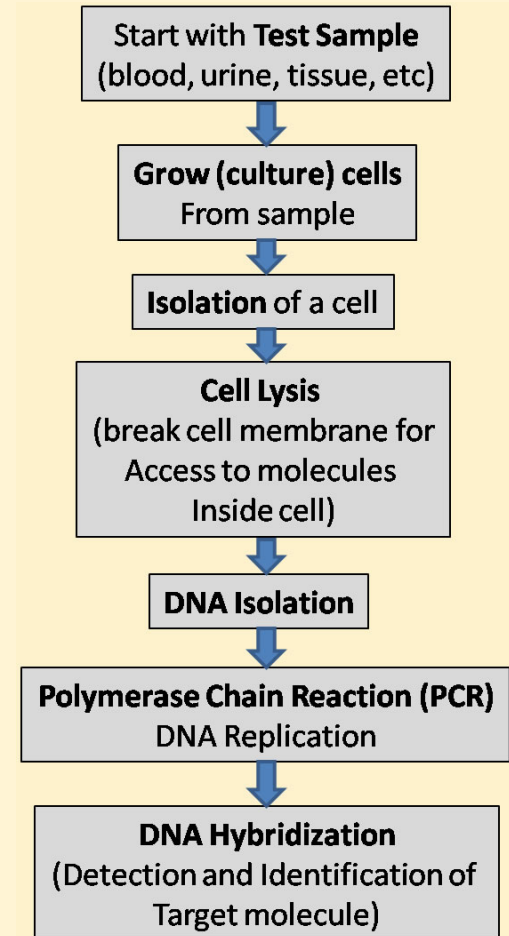 Start with Test Sample
(blood, urine, tissue, etc)
Grow (culture) cells
From sample
Isolation of a cell
Cell Lysis
(break cell membrane for
Access to molecules
Inside cell)
DNA Isolation
Polymerase Chain Reaction (PCR)
DNA Replication
DNA Hybridization
(Detection and Identification of
Target molecule)